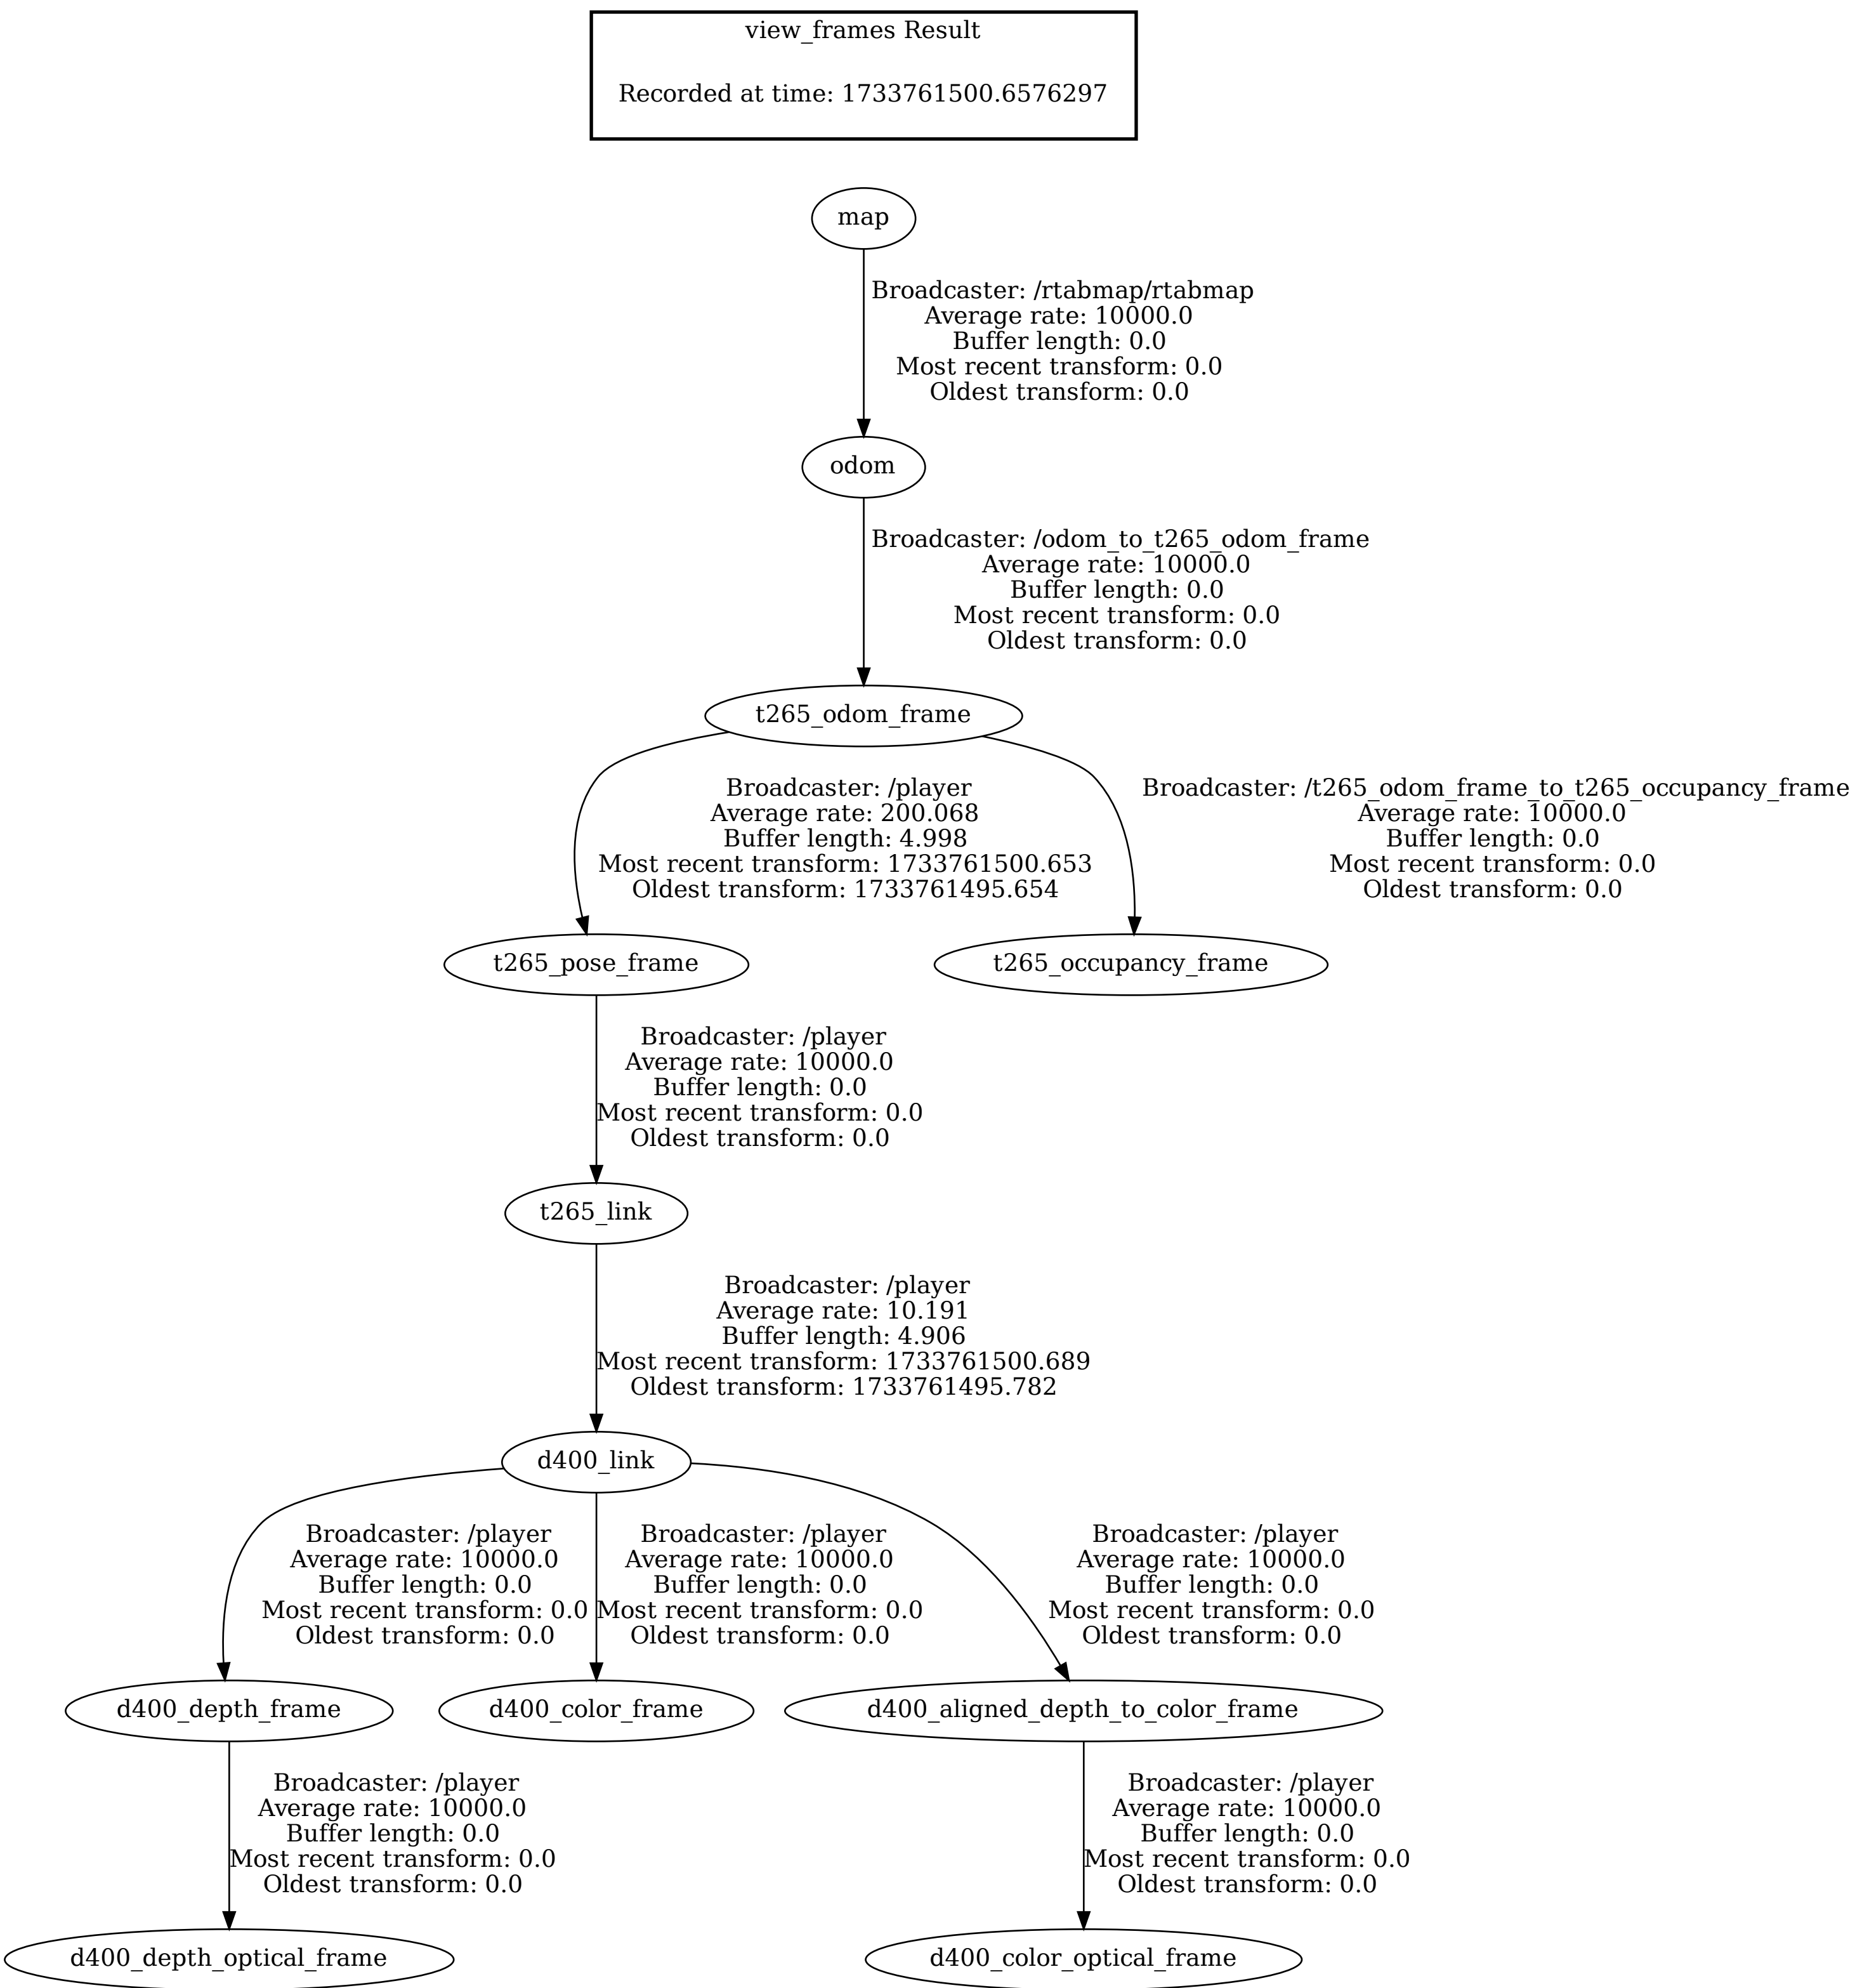 view_frames Result
Recorded at time: 1733761500.6576297
map
Broadcaster: /rtabmap/rtabmap
Average rate: 10000.0
Buffer length: 0.0
Most recent transform: 0.0
Oldest transform: 0.0
odom
Broadcaster: /odom_to_t265_odom_frame
Average rate: 10000.0
Buffer length: 0.0
Most recent transform: 0.0
Oldest transform: 0.0
t265_odom_frame
Broadcaster: /player
Average rate: 200.068
Buffer length: 4.998
Most recent transform: 1733761500.653
Oldest transform: 1733761495.654
Broadcaster: /t265_odom_frame_to_t265_occupancy_frame
Average rate: 10000.0
Buffer length: 0.0
Most recent transform: 0.0
Oldest transform: 0.0
t265_pose_frame
t265_occupancy_frame
Broadcaster: /player
Average rate: 10000.0
Buffer length: 0.0
Most recent transform: 0.0
Oldest transform: 0.0
t265_link
Broadcaster: /player
Average rate: 10.191
Buffer length: 4.906
Most recent transform: 1733761500.689
Oldest transform: 1733761495.782
d400_link
Broadcaster: /player
Average rate: 10000.0
Buffer length: 0.0
Most recent transform: 0.0
Oldest transform: 0.0
Broadcaster: /player
Average rate: 10000.0
Buffer length: 0.0
Most recent transform: 0.0
Oldest transform: 0.0
Broadcaster: /player
Average rate: 10000.0
Buffer length: 0.0
Most recent transform: 0.0
Oldest transform: 0.0
d400_depth_frame
d400_color_frame
d400_aligned_depth_to_color_frame
Broadcaster: /player
Average rate: 10000.0
Buffer length: 0.0
Most recent transform: 0.0
Oldest transform: 0.0
Broadcaster: /player
Average rate: 10000.0
Buffer length: 0.0
Most recent transform: 0.0
Oldest transform: 0.0
d400_depth_optical_frame
d400_color_optical_frame